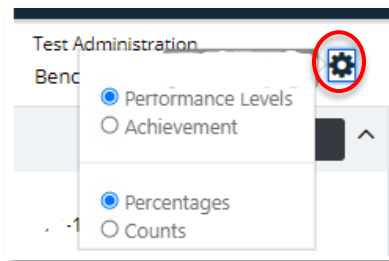 Test Administration
Benc
Performance Levels
Achievement
Percentages
Counts